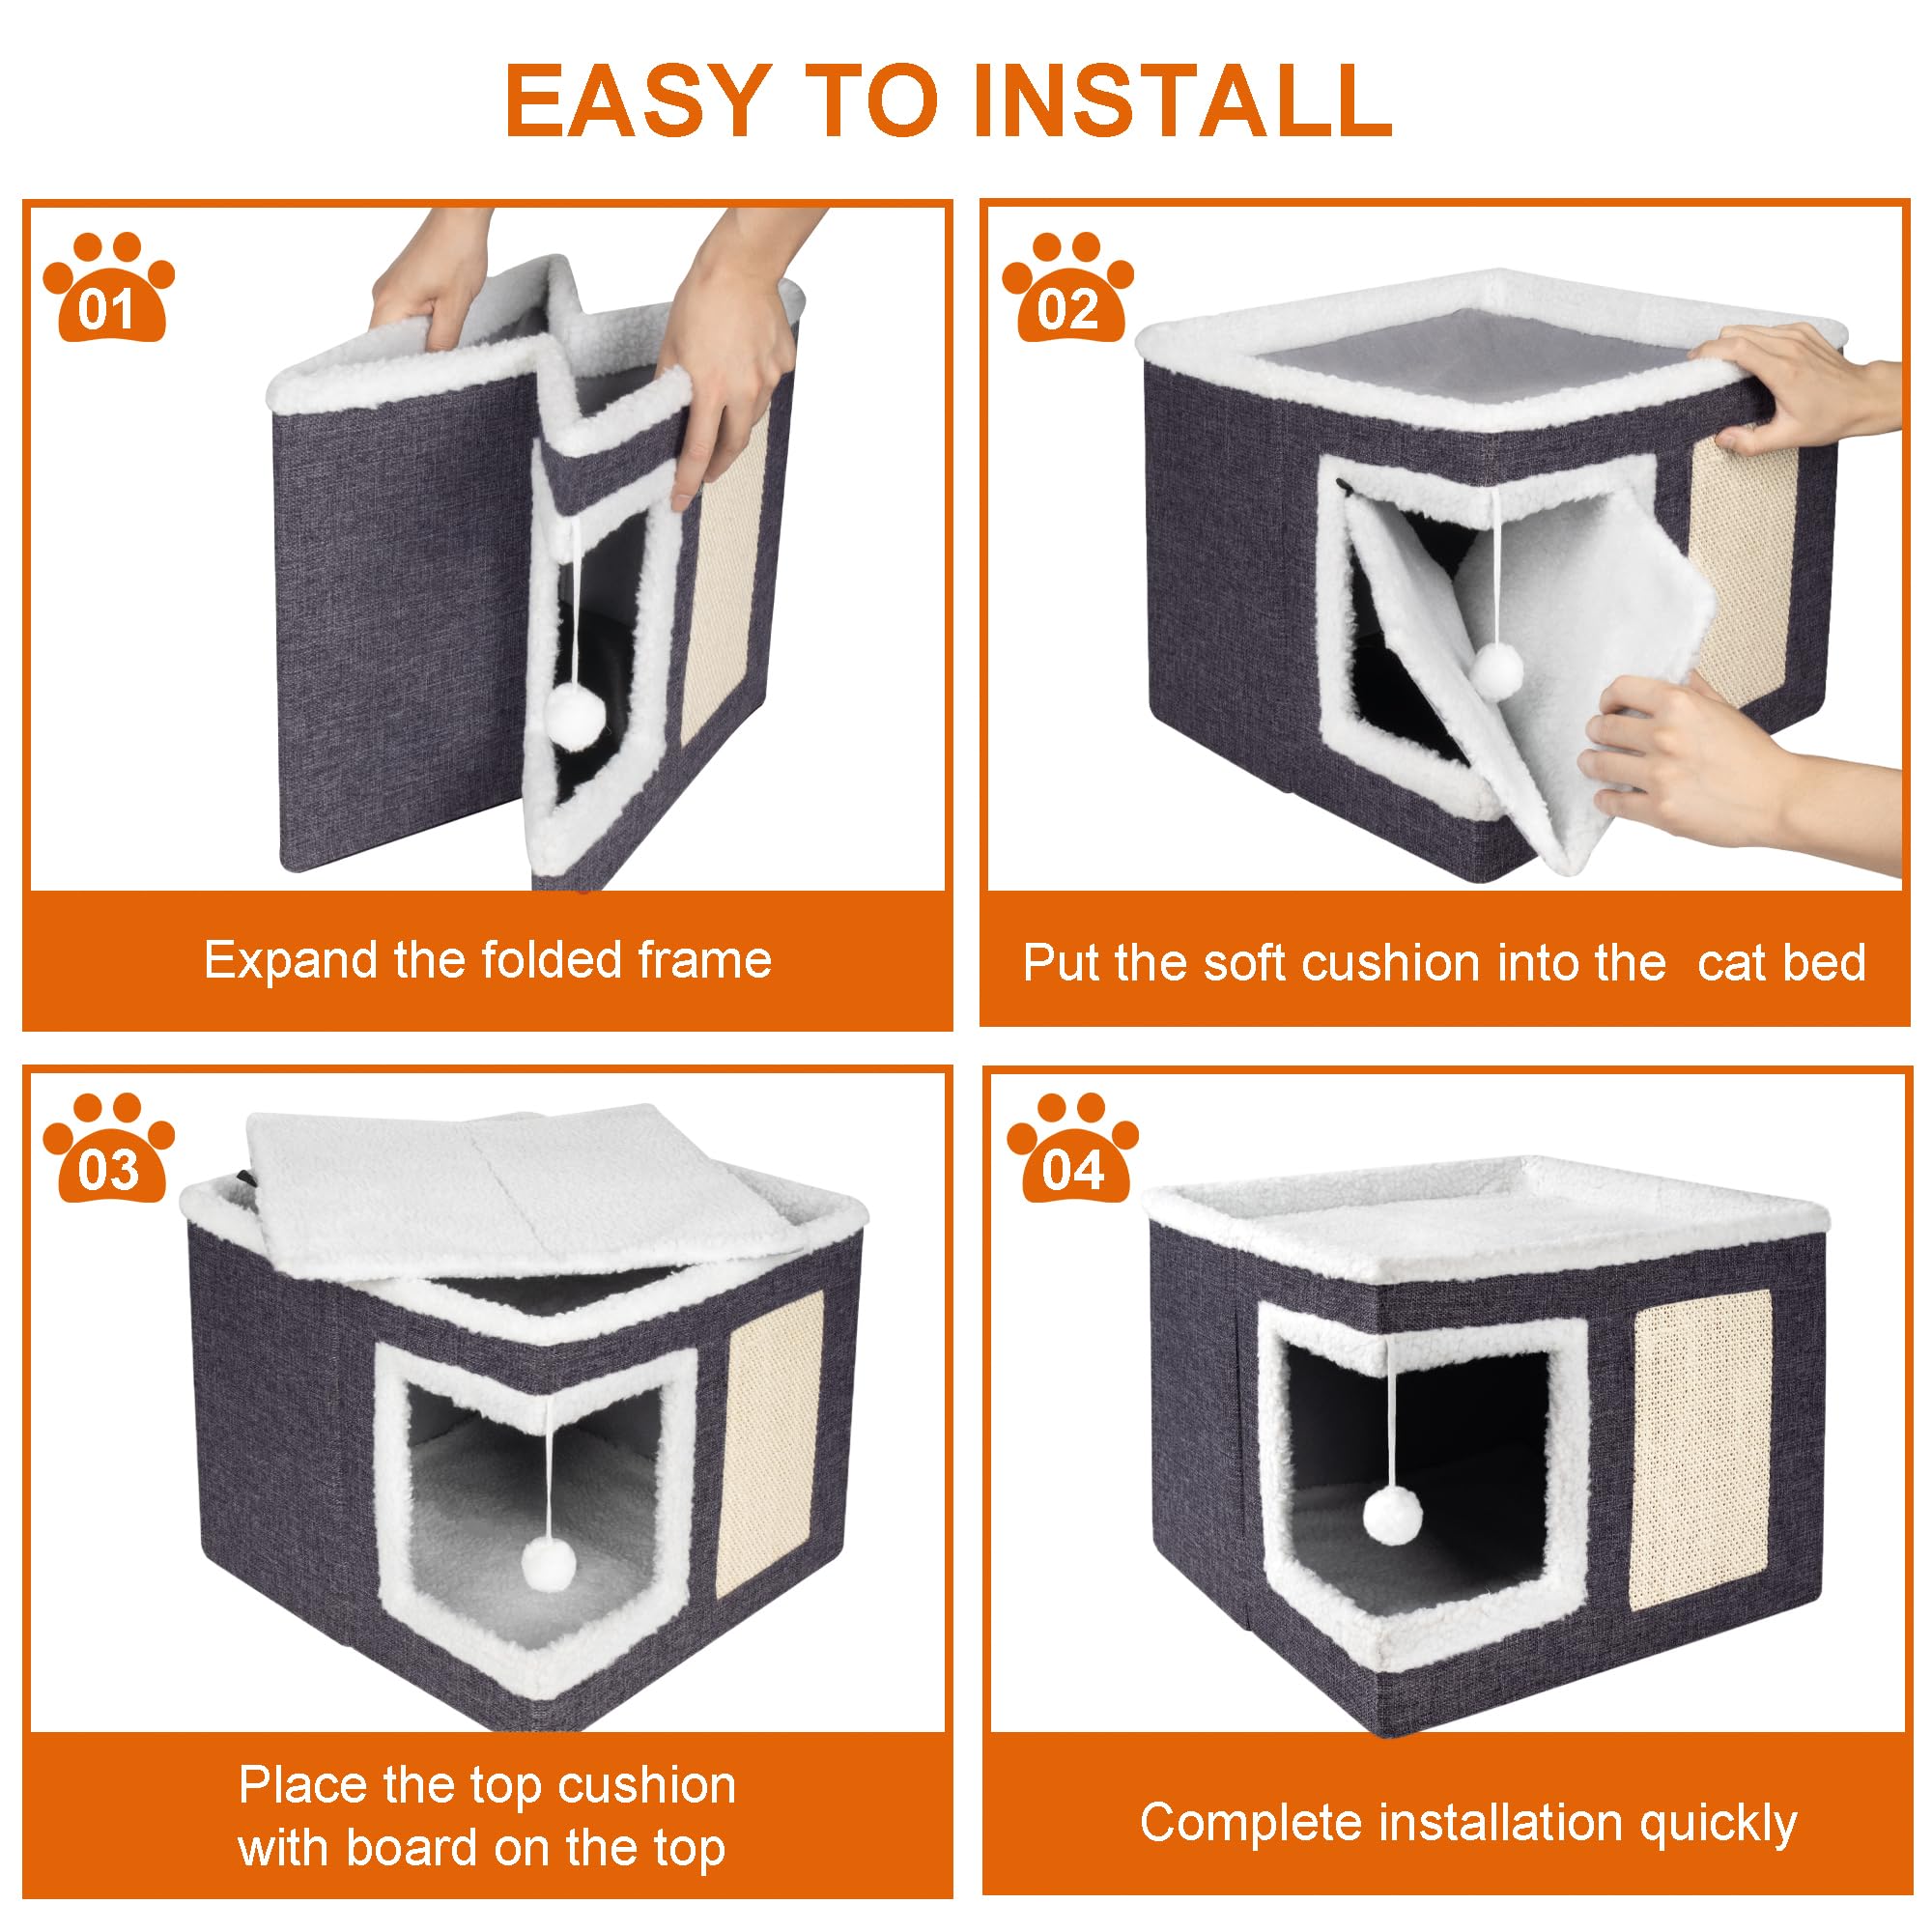 EASY TO INSTALL
01
02
Expand the folded frame
Put the soft cushion into the  cat bed
03
04
Place the top cushion
with board on the top
Complete installation quickly